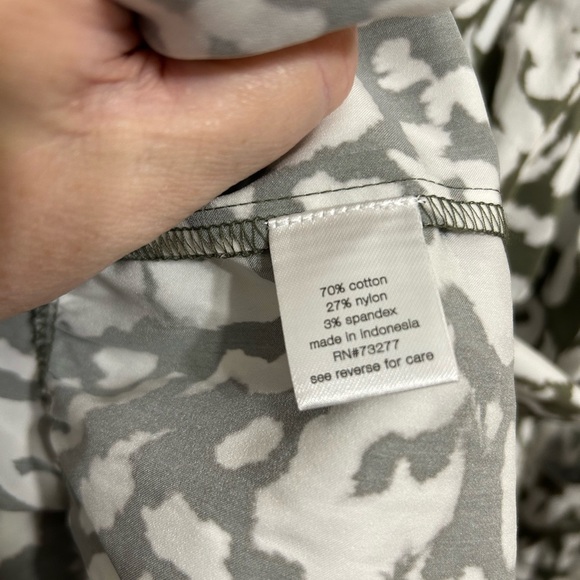 70% cotton
27% nylon
3% spandex
made in Indonesia
RN#73277
see reverse for care